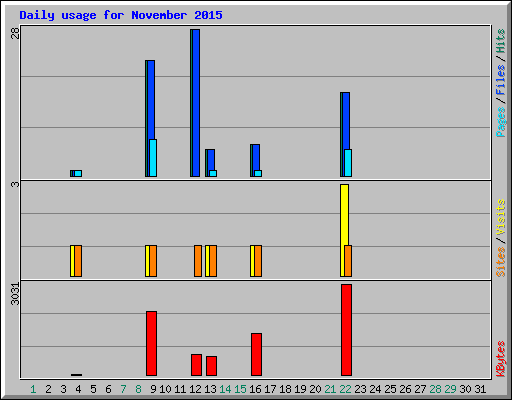 Daily usage for November 2015
28
Pages / Files / Hits
3
Sites / Visits
3031
KBytes
1 2 3 4 5 6 7 8 9 10 11 12 13 14 15 16 17 18 19 20 21 22 23 24 25 26 27 28 29 30 31